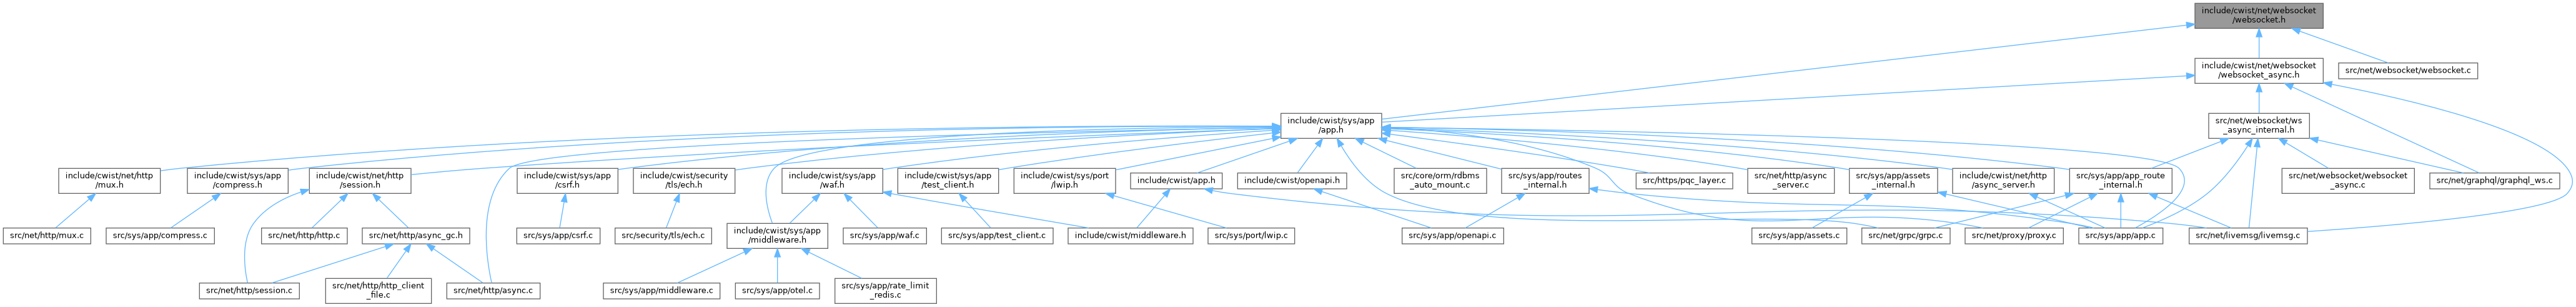 include/cwist/net/websocket
/websocket.h
include/cwist/net/websocket
/websocket_async.h
src/net/websocket/websocket.c
include/cwist/sys/app
/app.h
src/net/websocket/ws
_async_internal.h
include/cwist/net/http
/mux.h
include/cwist/sys/app
/compress.h
include/cwist/net/http
/session.h
include/cwist/sys/app
/csrf.h
include/cwist/security
/tls/ech.h
include/cwist/sys/app
/waf.h
include/cwist/sys/app
/test_client.h
include/cwist/sys/port
/lwip.h
include/cwist/app.h
include/cwist/openapi.h
src/core/orm/rdbms
_auto_mount.c
src/sys/app/routes
_internal.h
src/https/pqc_layer.c
src/net/http/async
_server.c
src/sys/app/assets
_internal.h
include/cwist/net/http
/async_server.h
src/sys/app/app_route
_internal.h
src/net/websocket/websocket
_async.c
src/net/graphql/graphql_ws.c
src/net/http/mux.c
src/sys/app/compress.c
src/net/http/http.c
src/net/http/async_gc.h
src/sys/app/csrf.c
src/security/tls/ech.c
include/cwist/sys/app
/middleware.h
src/sys/app/waf.c
src/sys/app/test_client.c
include/cwist/middleware.h
src/sys/port/lwip.c
src/sys/app/openapi.c
src/sys/app/assets.c
src/net/grpc/grpc.c
src/net/proxy/proxy.c
src/sys/app/app.c
src/net/livemsg/livemsg.c
src/net/http/session.c
src/net/http/http_client
_file.c
src/net/http/async.c
src/sys/app/middleware.c
src/sys/app/otel.c
src/sys/app/rate_limit
_redis.c